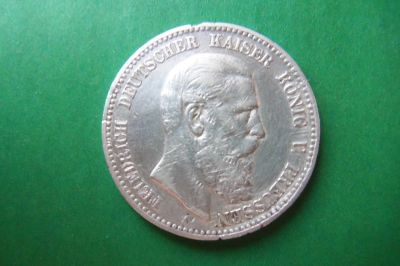 FRIEDRICH DEUTSCHER KAISER KÖNIG V. PREUSSEN
A